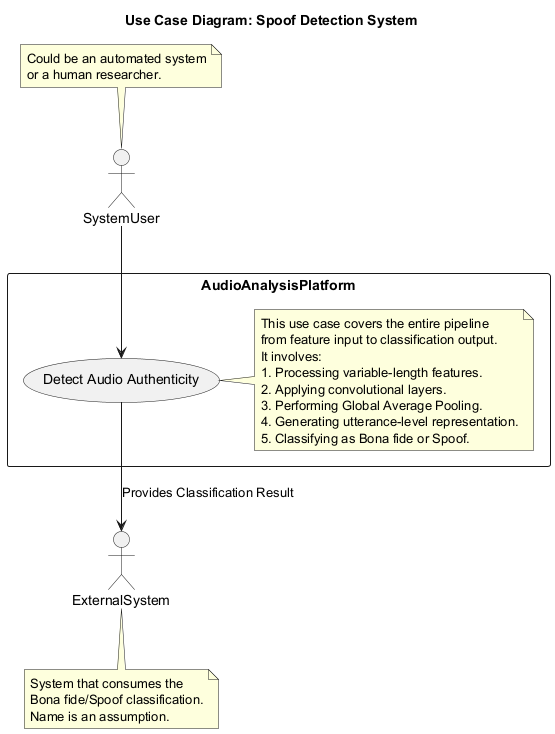 Use Case Diagram: Spoof Detection System
Could be an automated system
or a human researcher.
SystemUser
AudioAnalysisPlatform
This use case covers the entire pipeline
from feature input to classification output.
It involves:
1. Processing variable-length features.
2. Applying convolutional layers.
3. Performing Global Average Pooling.
4. Generating utterance-level representation.
5. Classifying as Bona fide or Spoof.
Detect Audio Authenticity
Provides Classification Result
ExternalSystem
System that consumes the
Bona fide/Spoof classification.
Name is an assumption.